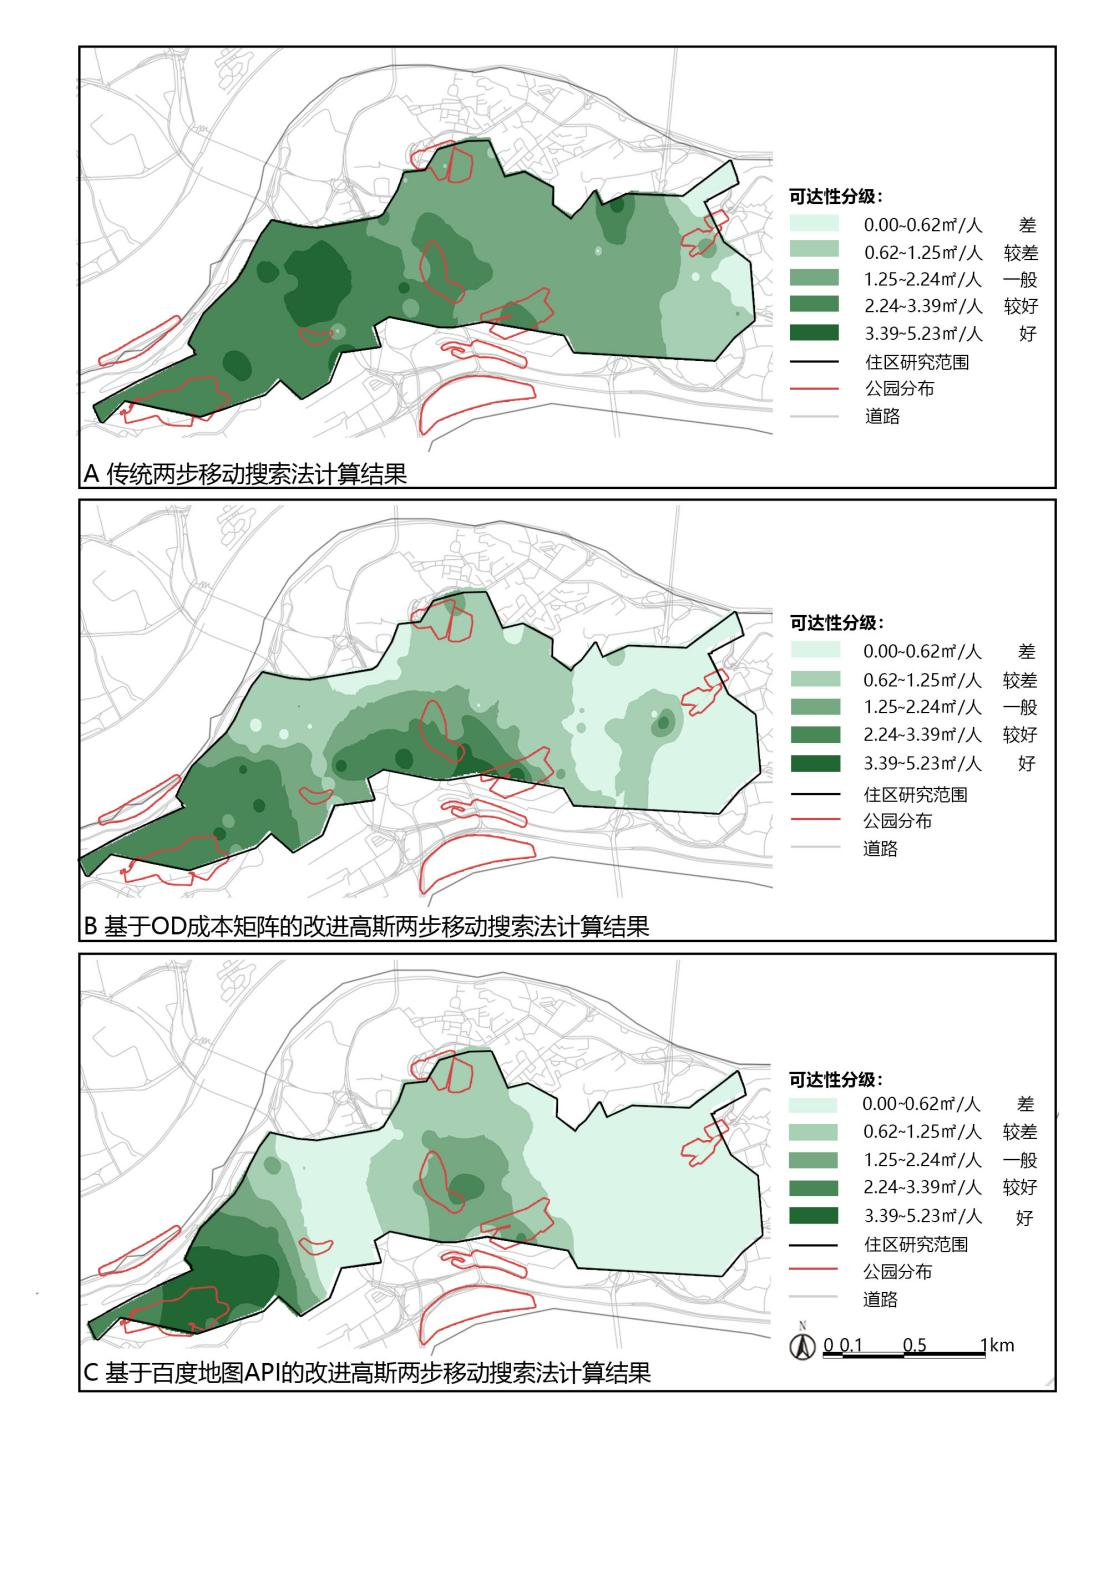 可达性分级：
0.00~0.62㎡/人 差
0.62~1.25㎡/人 较差
1.25~2.24㎡/人 一般
2.24~3.39㎡/人 较好
3.39~5.23㎡/人 好
住区研究范围
公园分布
道路
A 传统两步移动搜索法计算结果
可达性分级：
0.00~0.62㎡/人 差
0.62~1.25㎡/人 较差
1.25~2.24㎡/人 一般
2.24~3.39㎡/人 较好
3.39~5.23㎡/人 好
住区研究范围
公园分布
道路
B 基于OD成本矩阵的改进高斯两步移动搜索法计算结果
可达性分级：
0.00~0.62㎡/人 差
0.62~1.25㎡/人 较差
1.25~2.24㎡/人 一般
2.24~3.39㎡/人 较好
3.39~5.23㎡/人 好
住区研究范围
公园分布
道路
N
0 0.1 0.5 1km
C 基于百度地图API的改进高斯两步移动搜索法计算结果